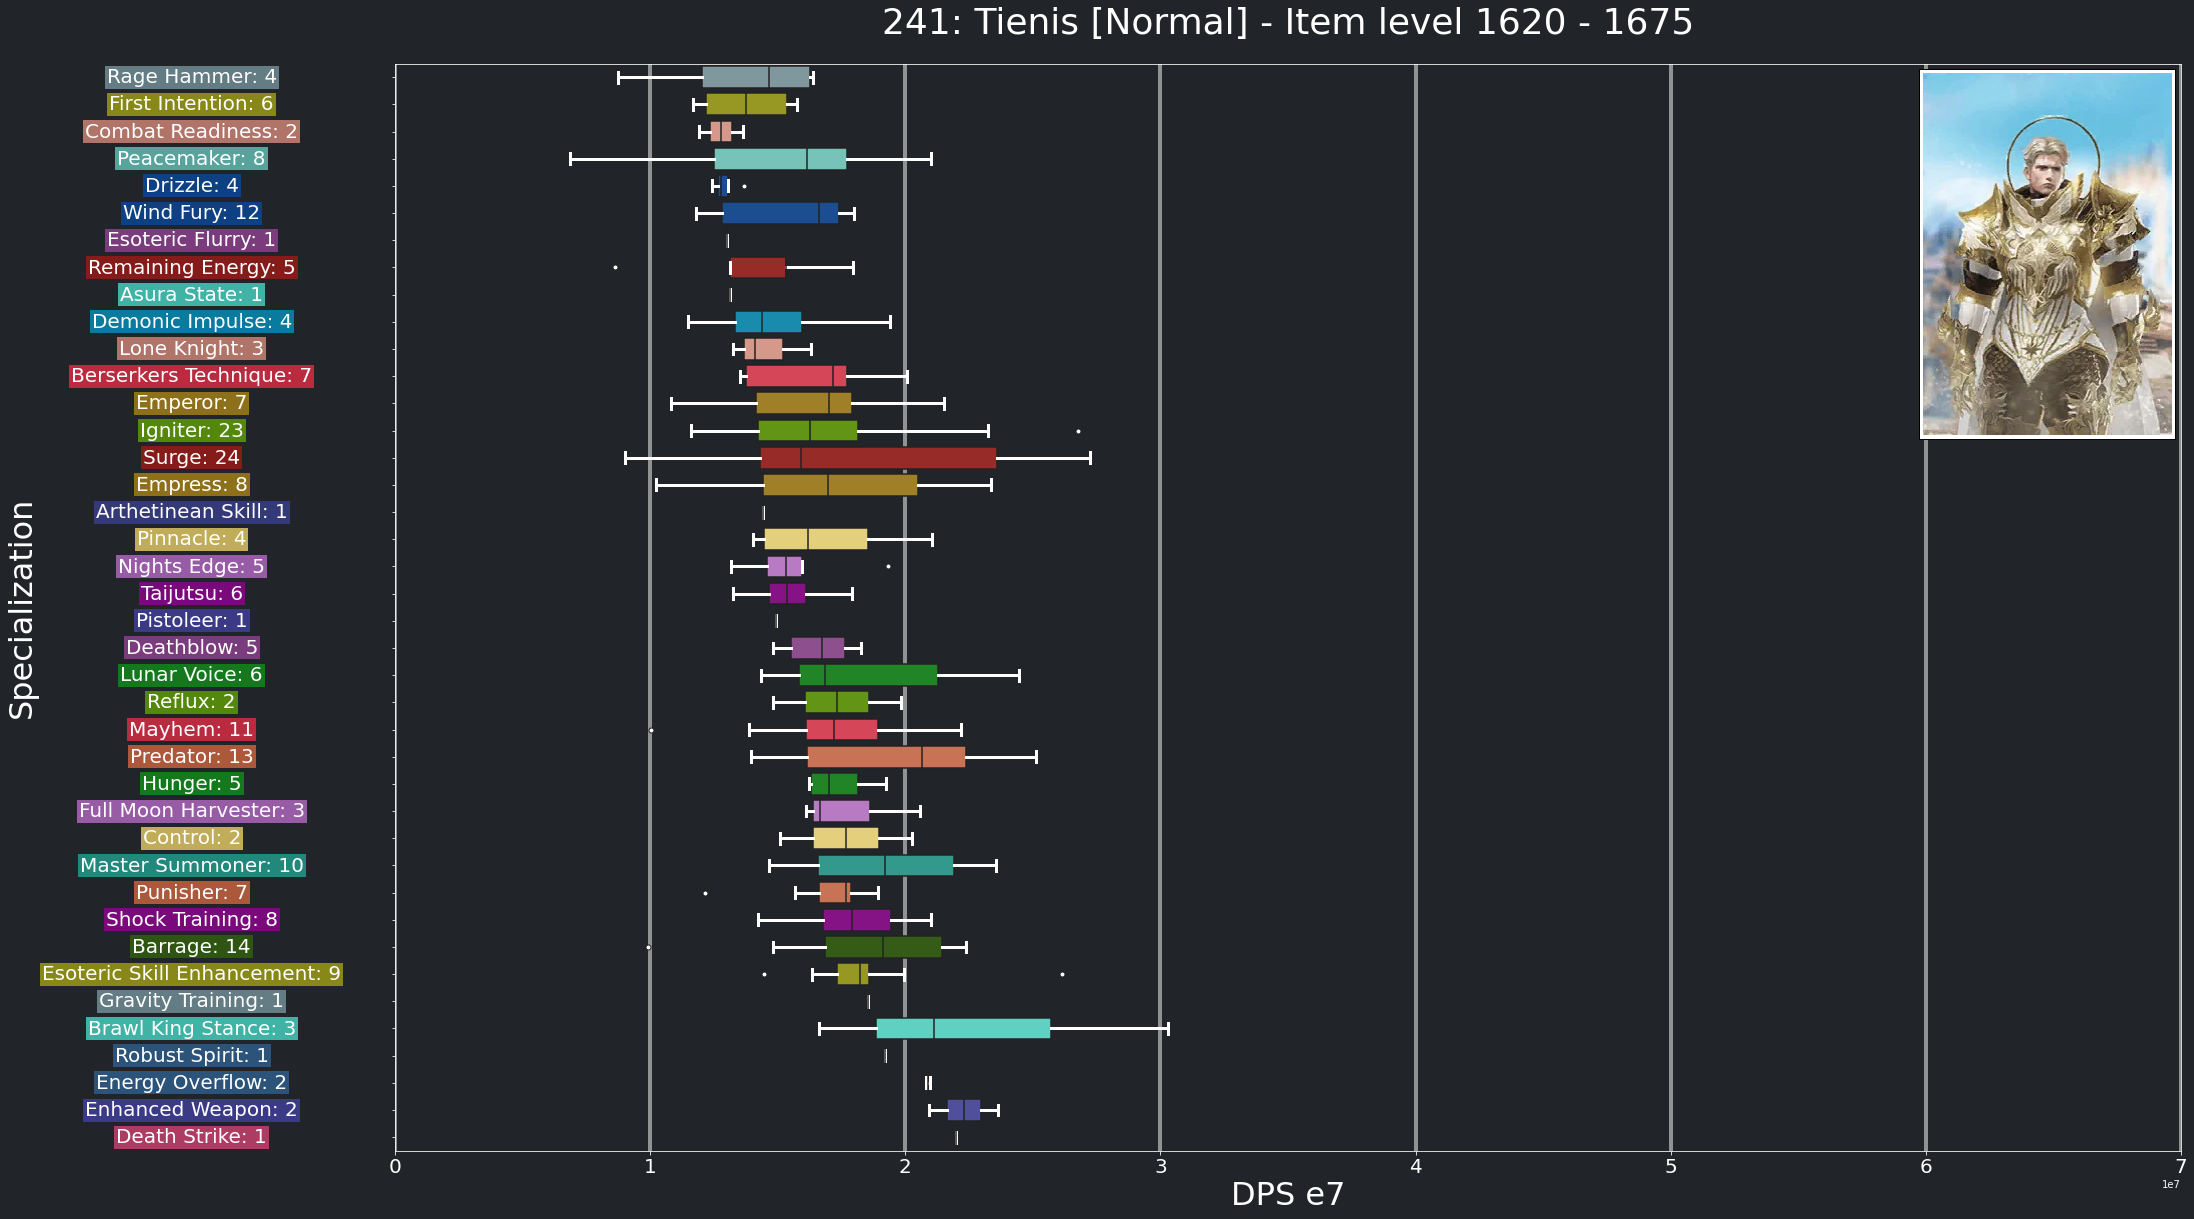 241: Tienis [Normal] - Item level 1620 - 1675
Specialization
Rage Hammer: 4
First Intention: 6
Combat Readiness: 2
Peacemaker: 8
Drizzle: 4
Wind Fury: 12
Esoteric Flurry: 1
Remaining Energy: 5
Asura State: 1
Demonic Impulse: 4
Lone Knight: 3
Berserkers Technique: 7
Emperor: 7
Igniter: 23
Surge: 24
Empress: 8
Arthetinean Skill: 1
Pinnacle: 4
Nights Edge: 5
Taijutsu: 6
Pistoleer: 1
Deathblow: 5
Lunar Voice: 6
Reflux: 2
Mayhem: 11
Predator: 13
Hunger: 5
Full Moon Harvester: 3
Control: 2
Master Summoner: 10
Punisher: 7
Shock Training: 8
Barrage: 14
Esoteric Skill Enhancement: 9
Gravity Training: 1
Brawl King Stance: 3
Robust Spirit: 1
Energy Overflow: 2
Enhanced Weapon: 2
Death Strike: 1
0 1 2 3 4 5 6 7
1e7
DPS e7